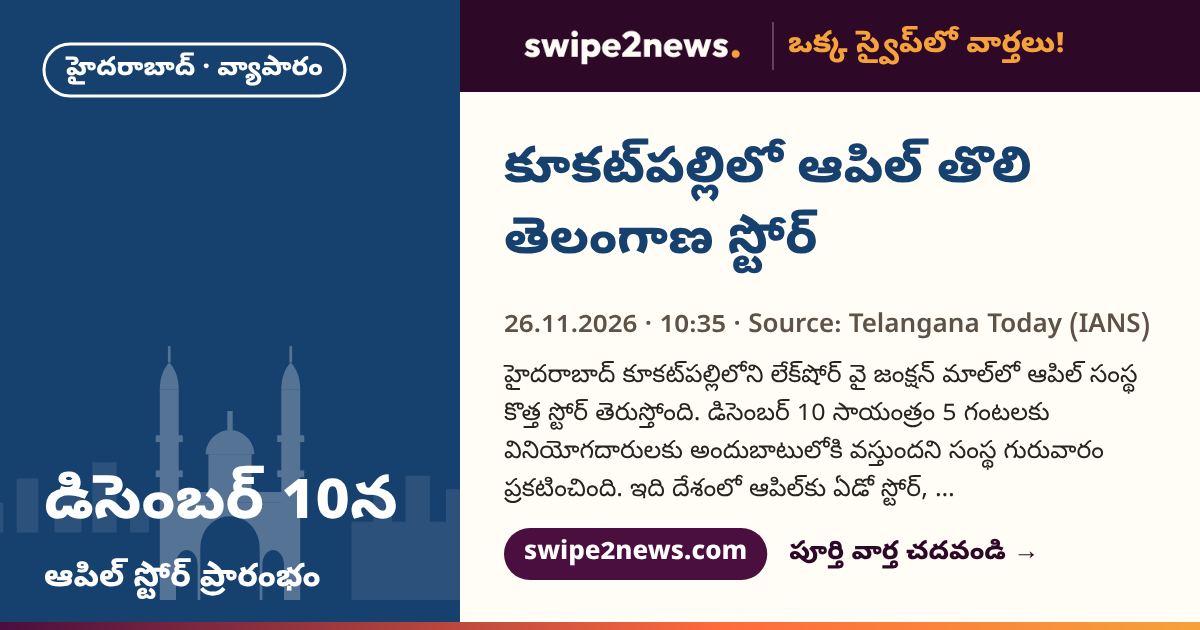 హైదరాబాద్ · వ్యాపారం
డిసెంబర్ 10న
ఆపిల్ స్టోర్ ప్రారంభం
swipe2news.
ఒక్క స్వైప్‌లో వార్తలు!
కూకట్‌పల్లిలో ఆపిల్ తొలి
తెలంగాణ స్టోర్
26.11.2026 · 10:35 · Source: Telangana Today (IANS)
హైదరాబాద్ కూకట్‌పల్లిలోని లేక్‌షోర్ వై జంక్షన్ మాల్‌లో ఆపిల్ సంస్థ
కొత్త స్టోర్ తెరుస్తోంది. డిసెంబర్ 10 సాయంత్రం 5 గంటలకు
వినియోగదారులకు అందుబాటులోకి వస్తుందని సంస్థ గురువారం
ప్రకటించింది. ఇది దేశంలో ఆపిల్‌కు ఏడో స్టోర్, ...
swipe2news.com
పూర్తి వార్త చదవండి →